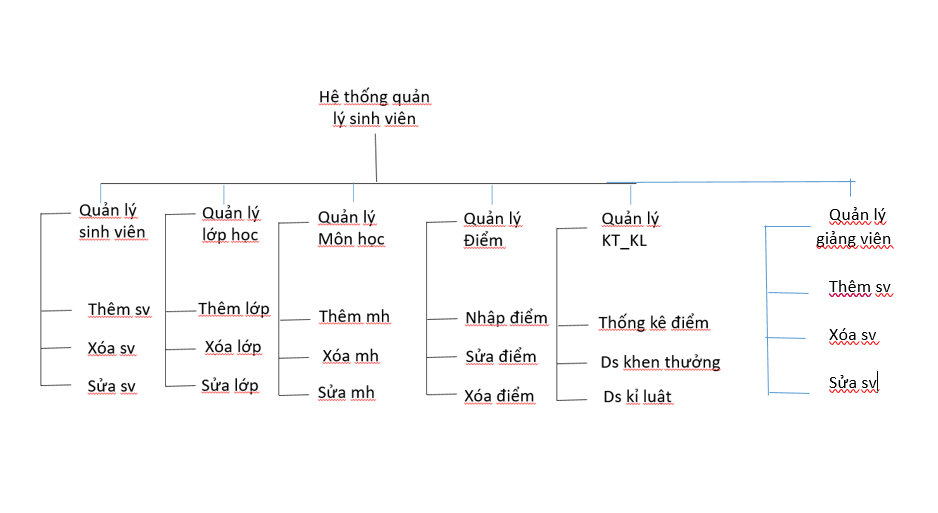 Hê thống quản
lý sinh viên
Quản lý
sinh viên
Thêm sv
Xóa sv
Sửa sv
Quản lý
lớp học
Thêm lớp
Xóa lớp
Sửa lớp
Quản lý
Môn học
Thêm mh
Xóa mh
Sửa mh
Quản lý
Điểm
Nhập điểm
Sửa điểm
Xóa điểm
Quản lý
KT_KL
Thống kê điểm
Ds khen thưởng
Ds kỉ luật
Quản lý
giảng viên
Thêm sv
Xóa sv
Sửa sv